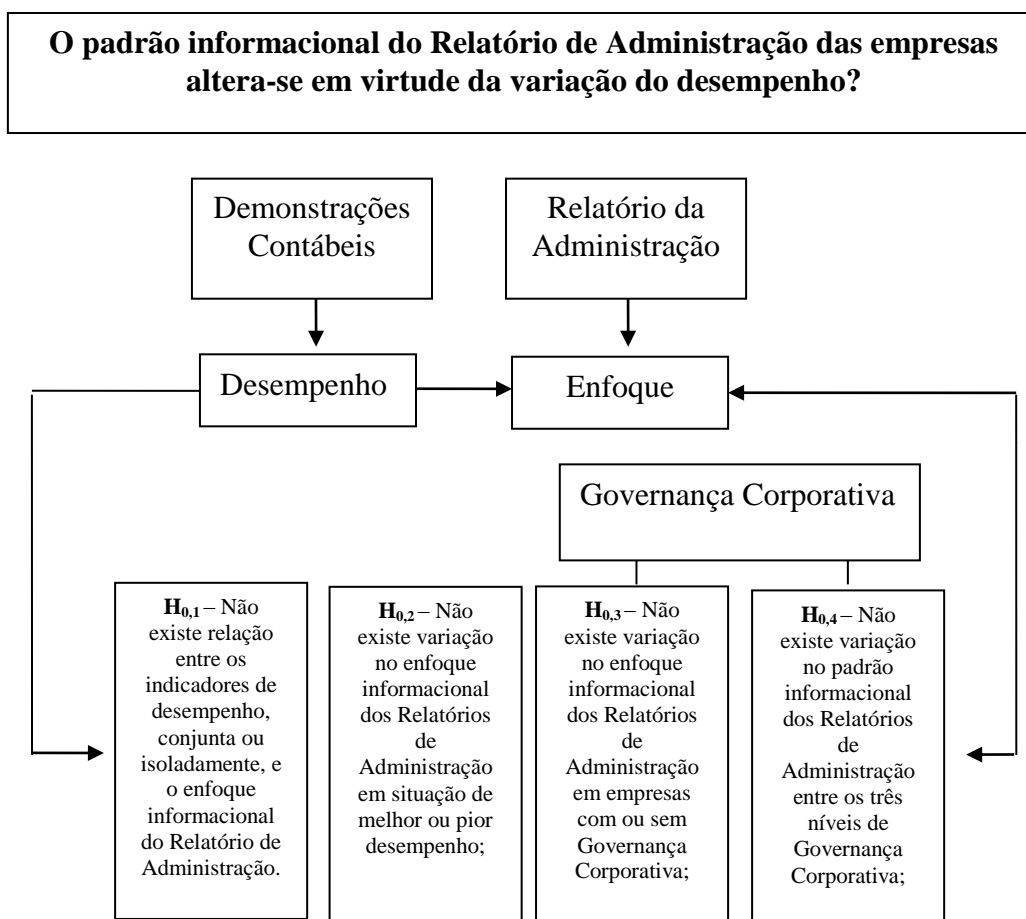 O padrão informacional do Relatório de Administração das empresas
altera-se em virtude da variação do desempenho?
Demonstrações
Contábeis
Relatório da
Administração
Desempenho
Enfoque
Governança Corporativa
H0,1 – Não
existe relação
entre os
indicadores de
desempenho,
conjunta ou
isoladamente, e
o enfoque
informacional
do Relatório de
Administração.
H0,2 – Não
existe variação
no enfoque
informacional
dos Relatórios
de
Administração
em situação de
melhor ou pior
desempenho;
H0,3 – Não
existe variação
no enfoque
informacional
dos Relatórios
de
Administração
em empresas
com ou sem
Governança
Corporativa;
H0,4 – Não
existe variação
no padrão
informacional
dos Relatórios
de
Administração
entre os três
níveis de
Governança
Corporativa;